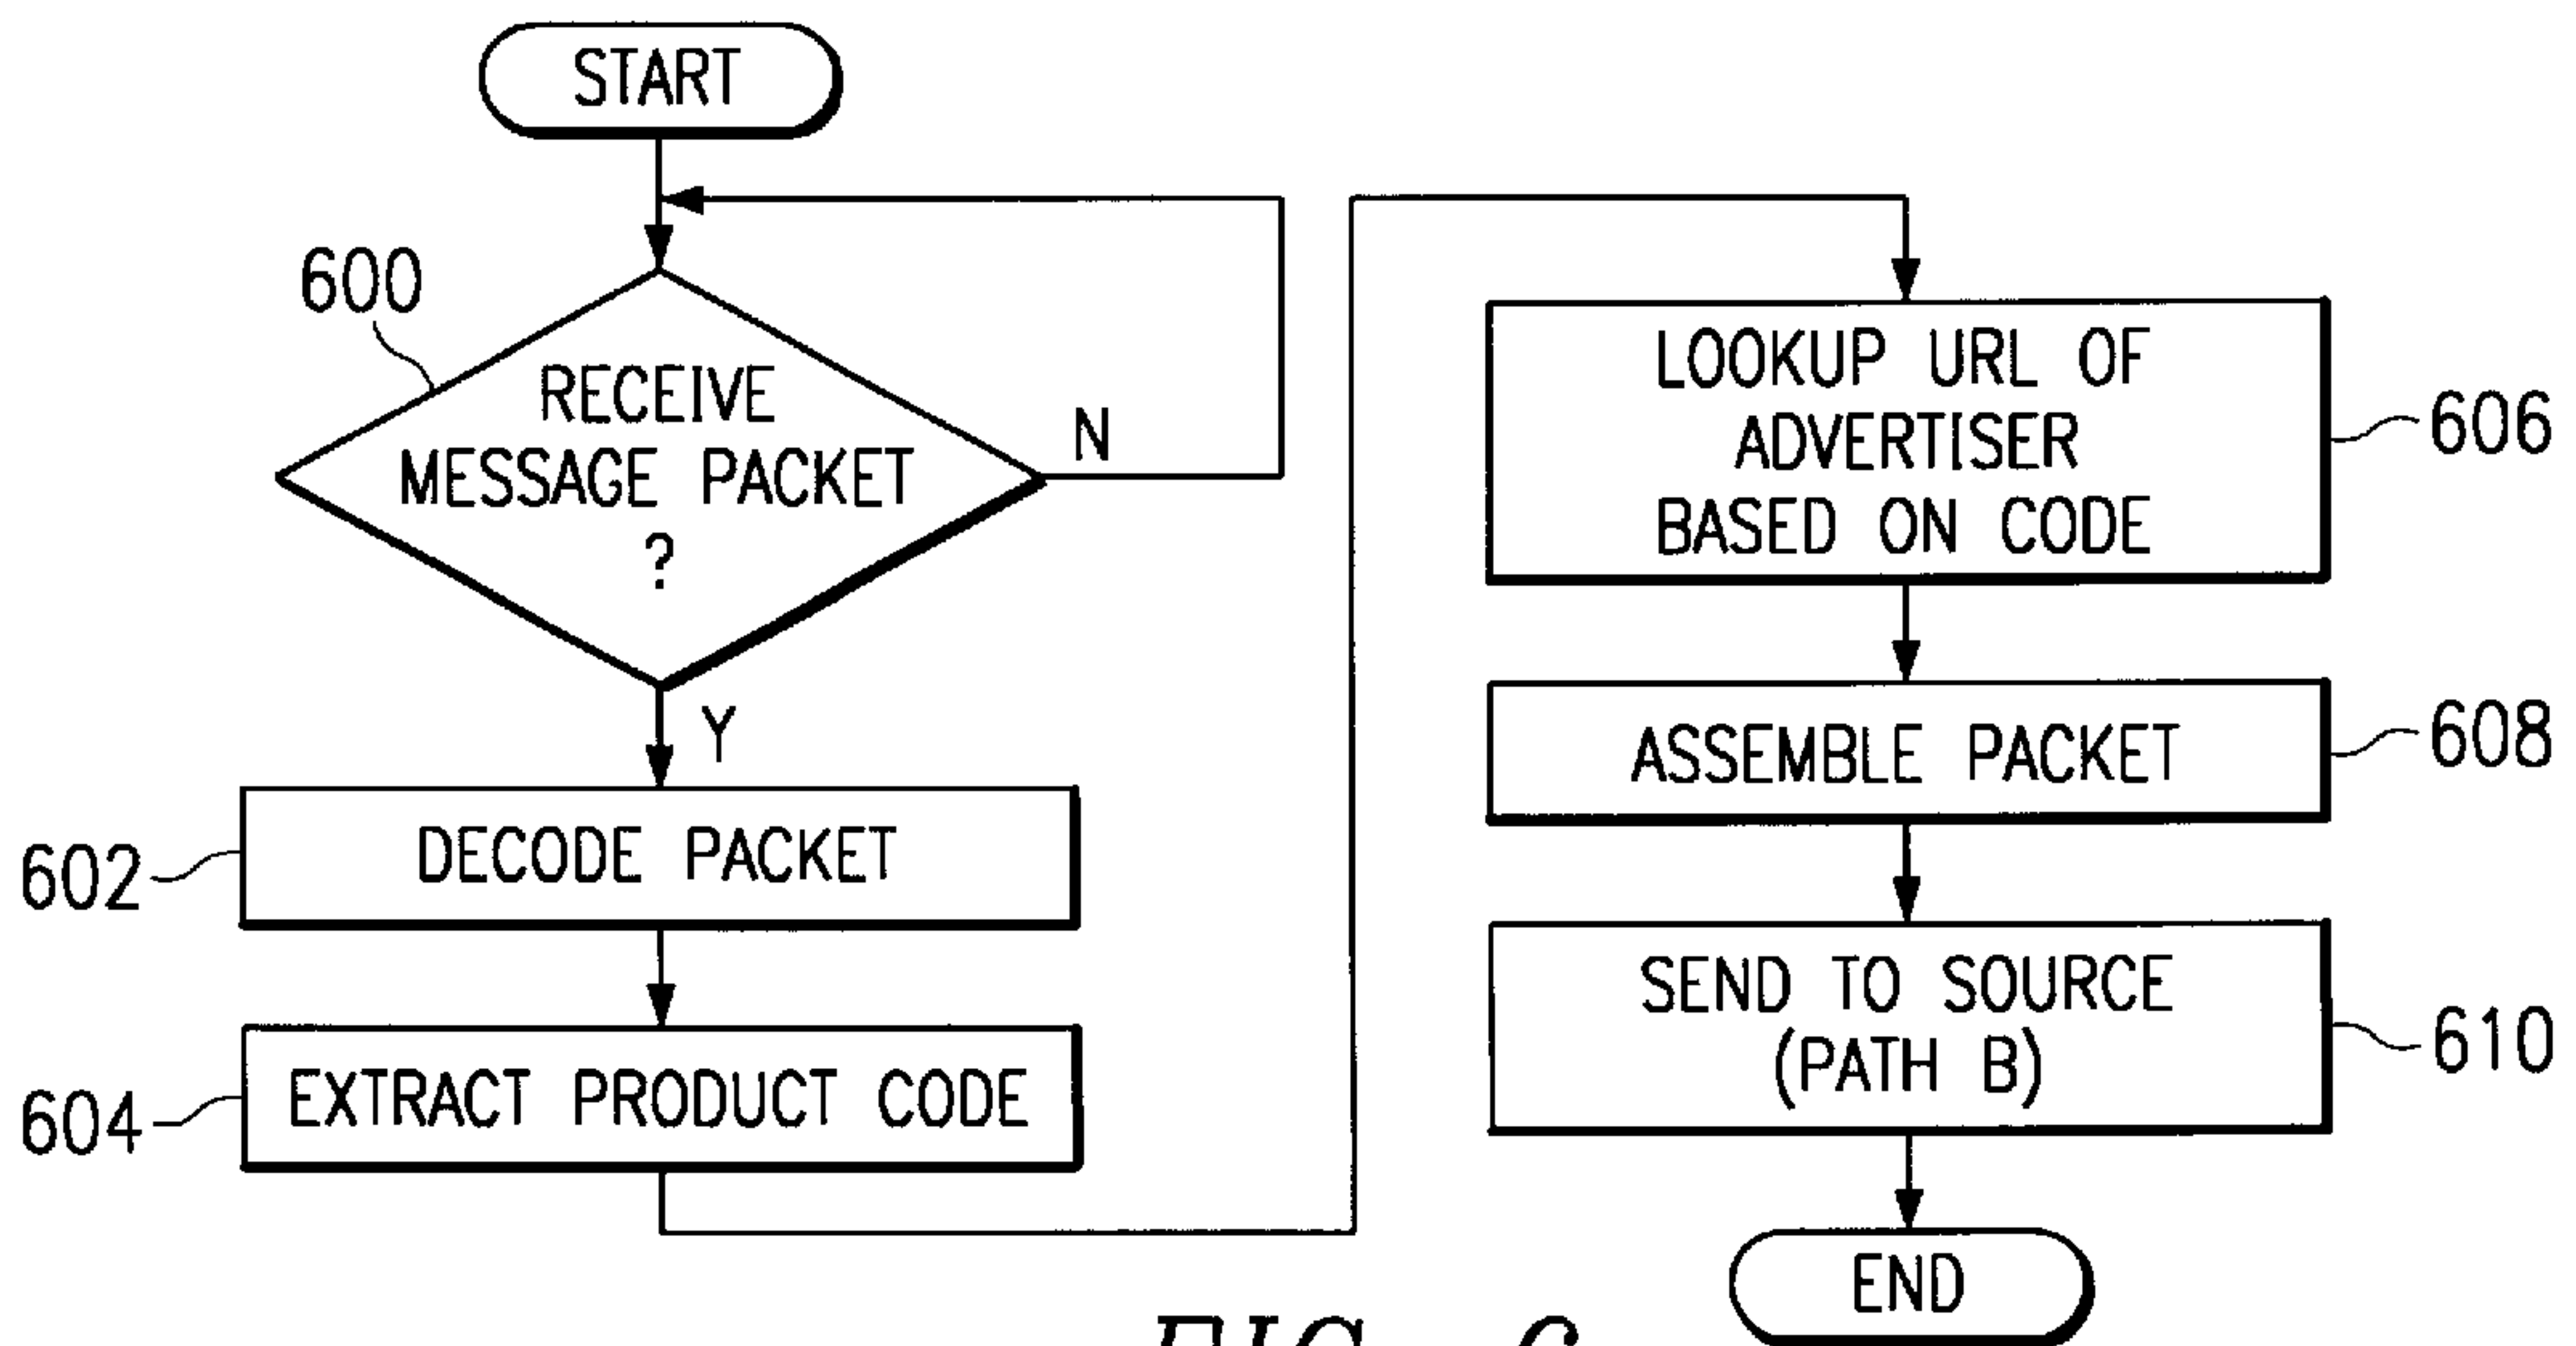 START
600
RECEIVE
MESSAGE PACKET
?
N
Y
602
DECODE PACKET
604
EXTRACT PRODUCT CODE
LOOKUP URL OF
ADVERTISER
BASED ON CODE
606
ASSEMBLE PACKET
608
SEND TO SOURCE
(PATH B)
610
END